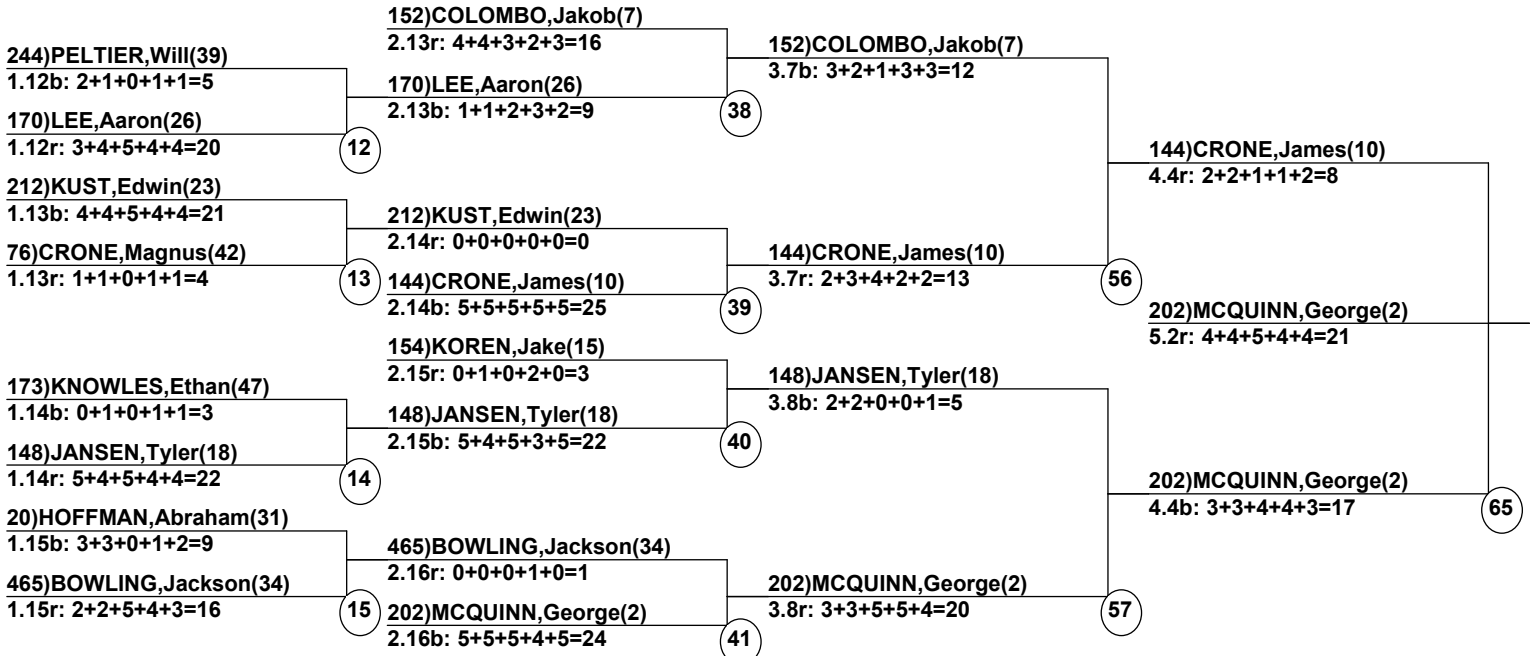 244)PELTIER,Will(39)
1.12b: 2+1+0+1+1=5
170)LEE,Aaron(26)
1.12r: 3+4+5+4+4=20
12
212)KUST,Edwin(23)
1.13b: 4+4+5+4+4=21
76)CRONE,Magnus(42)
1.13r: 1+1+0+1+1=4
13
173)KNOWLES,Ethan(47)
1.14b: 0+1+0+1+1=3
148)JANSEN,Tyler(18)
1.14r: 5+4+5+4+4=22
14
20)HOFFMAN,Abraham(31)
1.15b: 3+3+0+1+2=9
465)BOWLING,Jackson(34)
1.15r: 2+2+5+4+3=16
15
152)COLOMBO,Jakob(7)
2.13r: 4+4+3+2+3=16
170)LEE,Aaron(26)
2.13b: 1+1+2+3+2=9
38
212)KUST,Edwin(23)
2.14r: 0+0+0+0+0=0
144)CRONE,James(10)
2.14b: 5+5+5+5+5=25
39
154)KOREN,Jake(15)
2.15r: 0+1+0+2+0=3
148)JANSEN,Tyler(18)
2.15b: 5+4+5+3+5=22
40
465)BOWLING,Jackson(34)
2.16r: 0+0+0+1+0=1
202)MCQUINN,George(2)
2.16b: 5+5+5+4+5=24
41
152)COLOMBO,Jakob(7)
3.7b: 3+2+1+3+3=12
144)CRONE,James(10)
3.7r: 2+3+4+2+2=13
56
148)JANSEN,Tyler(18)
3.8b: 2+2+0+0+1=5
202)MCQUINN,George(2)
3.8r: 3+3+5+5+4=20
57
144)CRONE,James(10)
4.4r: 2+2+1+1+2=8
202)MCQUINN,George(2)
5.2r: 4+4+5+4+4=21
202)MCQUINN,George(2)
4.4b: 3+3+4+4+3=17
65